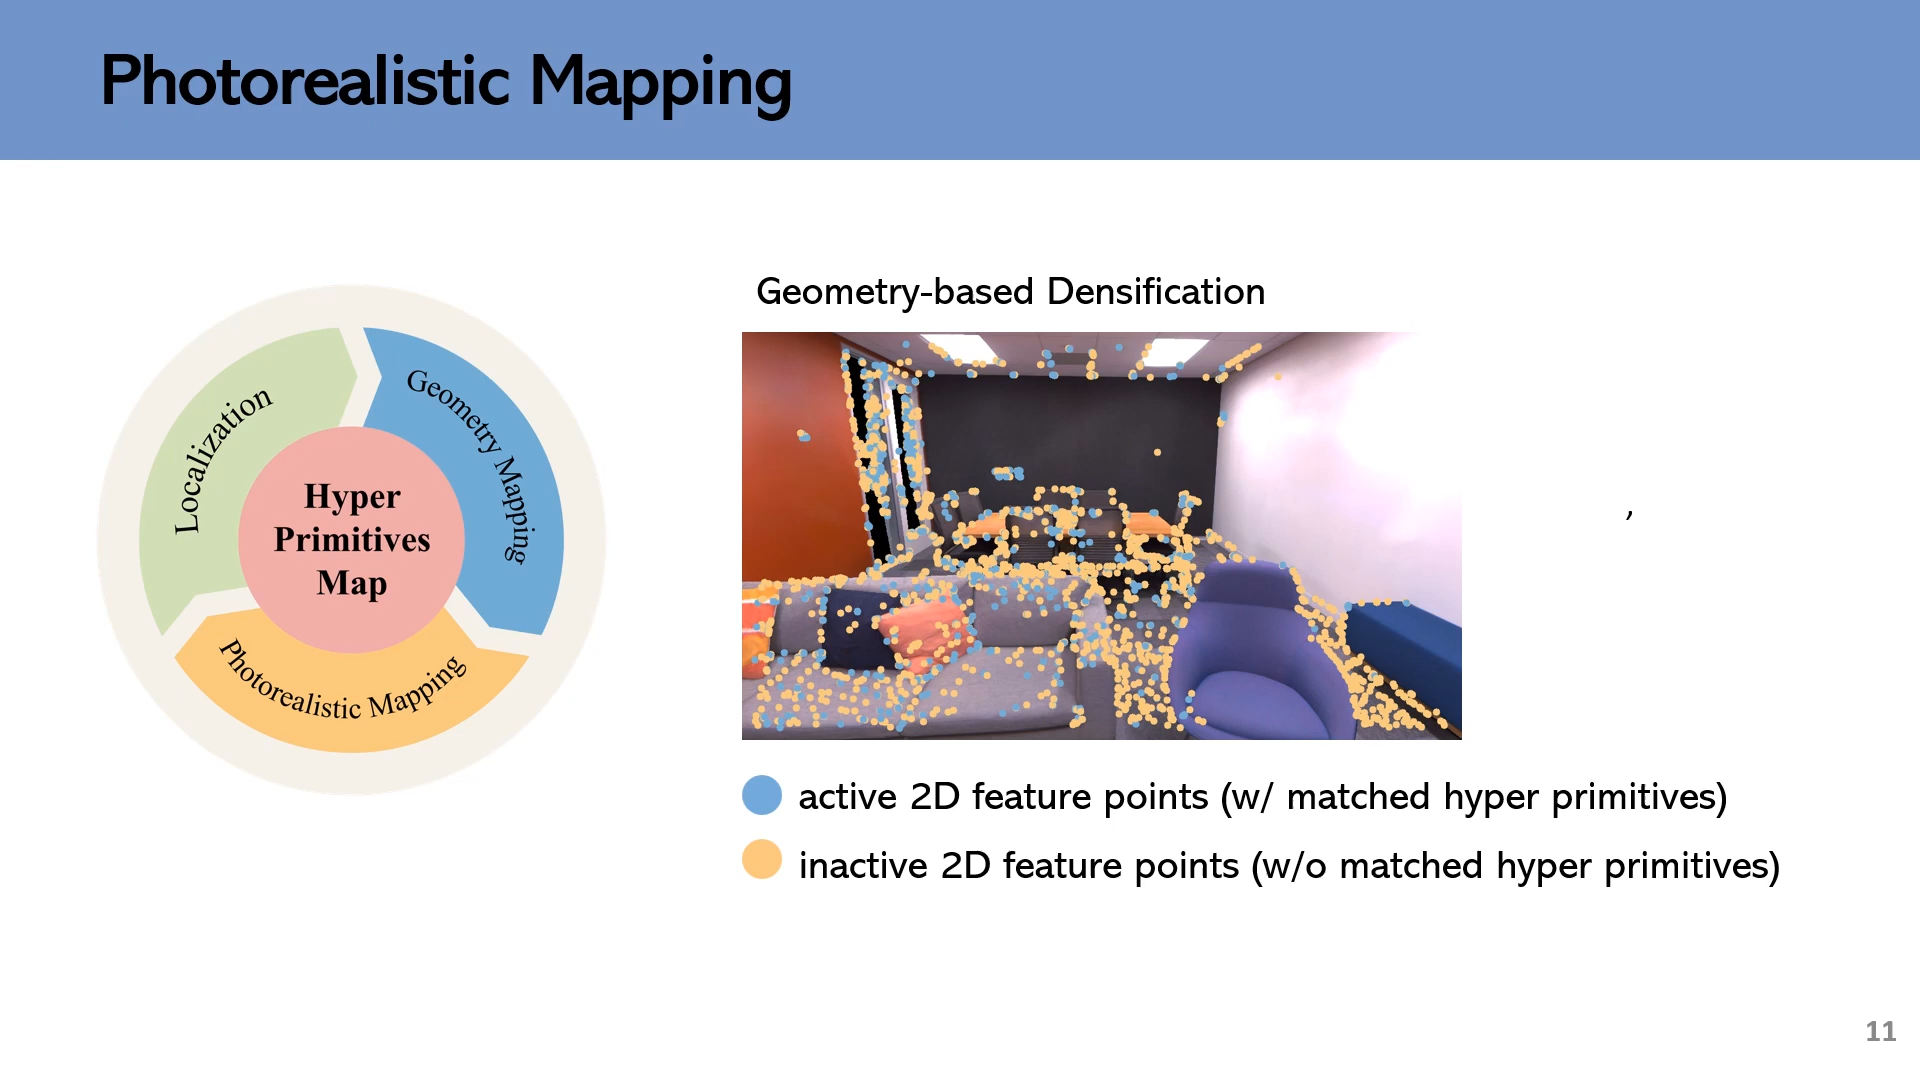 Photorealistic Mapping
Localization
Geometry Mapping
Hyper
Primitives
Map
Photorealistic Mapping
Geometry-based Densification
,
active 2D feature points (w/ matched hyper primitives)
inactive 2D feature points (w/o matched hyper primitives)
11